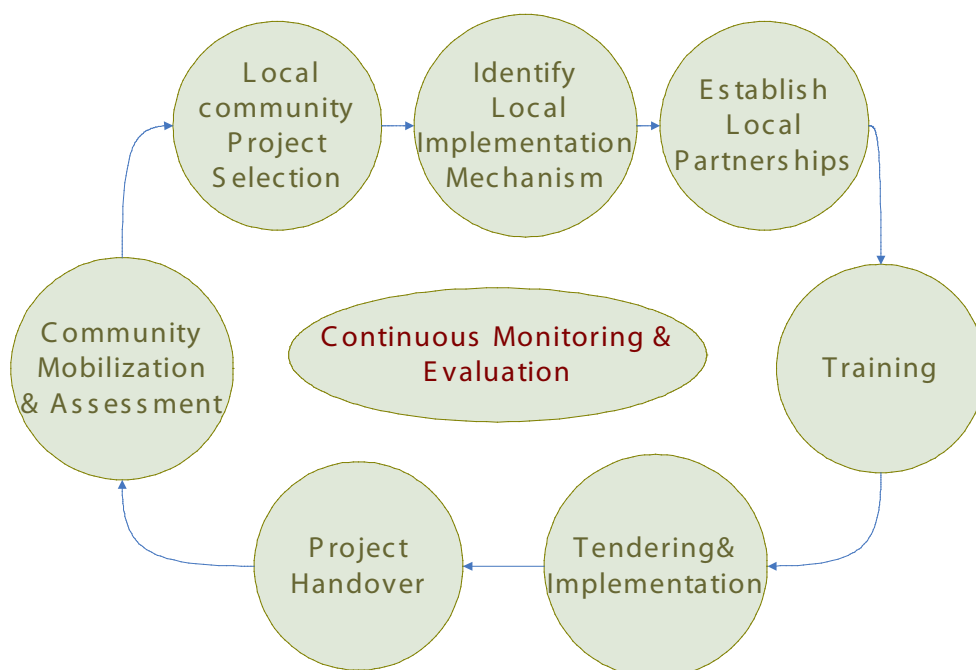 Local
community
Project
Selection
Identify
Local
Implementation
Mechanism
Establish
Local
Partnerships
Community
Mobilization
& Assessment
Continuous Monitoring &
Evaluation
Training
Project
Handover
Tendering&
Implementation